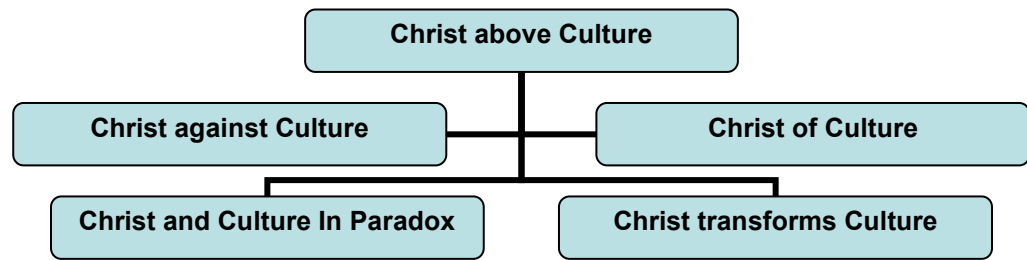 Christ above Culture
Christ against Culture
Christ of Culture
Christ and Culture In Paradox
Christ transforms Culture